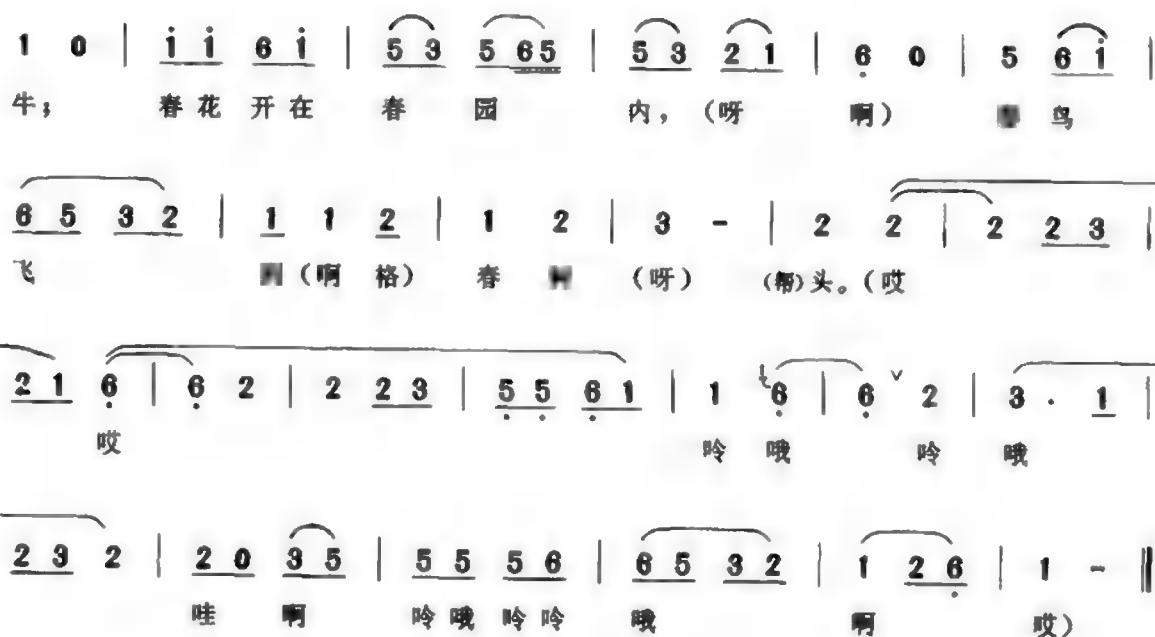 1 0 | i̇ i̇ 6 i̇ | 5 3 5 65 | 5 3 2 1 | 6̣ 0 | 5 6 i̇ |
牛； 春花 开在 春 园 内，（呀 啊） 鸟
6 5 3 2 | 1 1 2 | 1 2 | 3 - | 2 2 | 2 2 3 |
飞 （啊 格） 春 （呀） （帮）头。（哎
2 1 6̣ | 6̣ 2 | 2 2 3 | 5̣ 5̣ 6̣ 1 | 1 6̣ | 6̣ ∨ 2 | 3 · 1 |
哎 呤 哦 呤 哦
2 3 2 | 2 0 3 5 | 5 5 5 6 | 6 5 3 2 | 1 2 6̣ | 1 - ‖
哇 啊 呤哦 呤呤 哦 啊 哎）